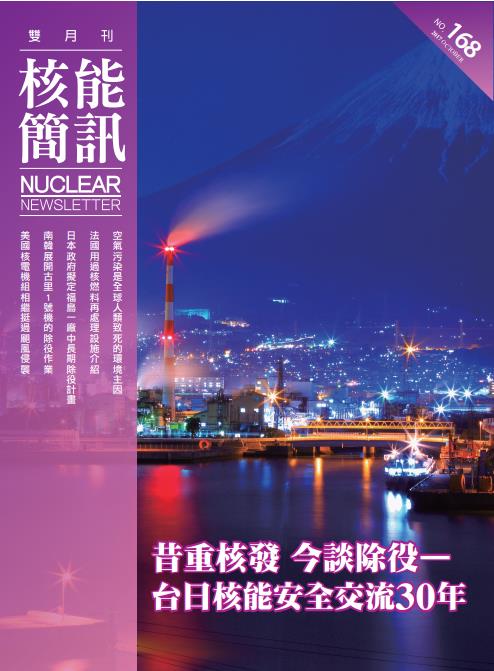 雙月刊
核能
簡訊
NUCLEAR
NEWSLETTER
NO. 168
2017 OCTOBER
空氣污染是全球人類致死的環境主因
法國用過核燃料再處理設施介紹
日本政府擬定福島一廠中長期除役計畫
南韓展開古里1號機的除役作業
美國核電機組相繼挺過颶風侵襲
昔重核發 今談除役—
台日核能安全交流30年